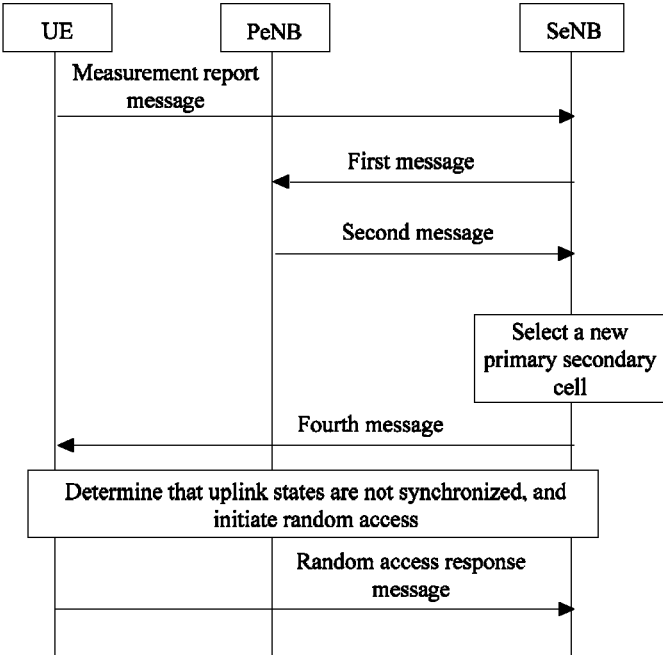 UE
PeNB
SeNB
Measurement report
message
First message
Second message
Select a new
primary secondary
cell
Fourth message
Determine that uplink states are not synchronized, and
initiate random access
Random access response
message